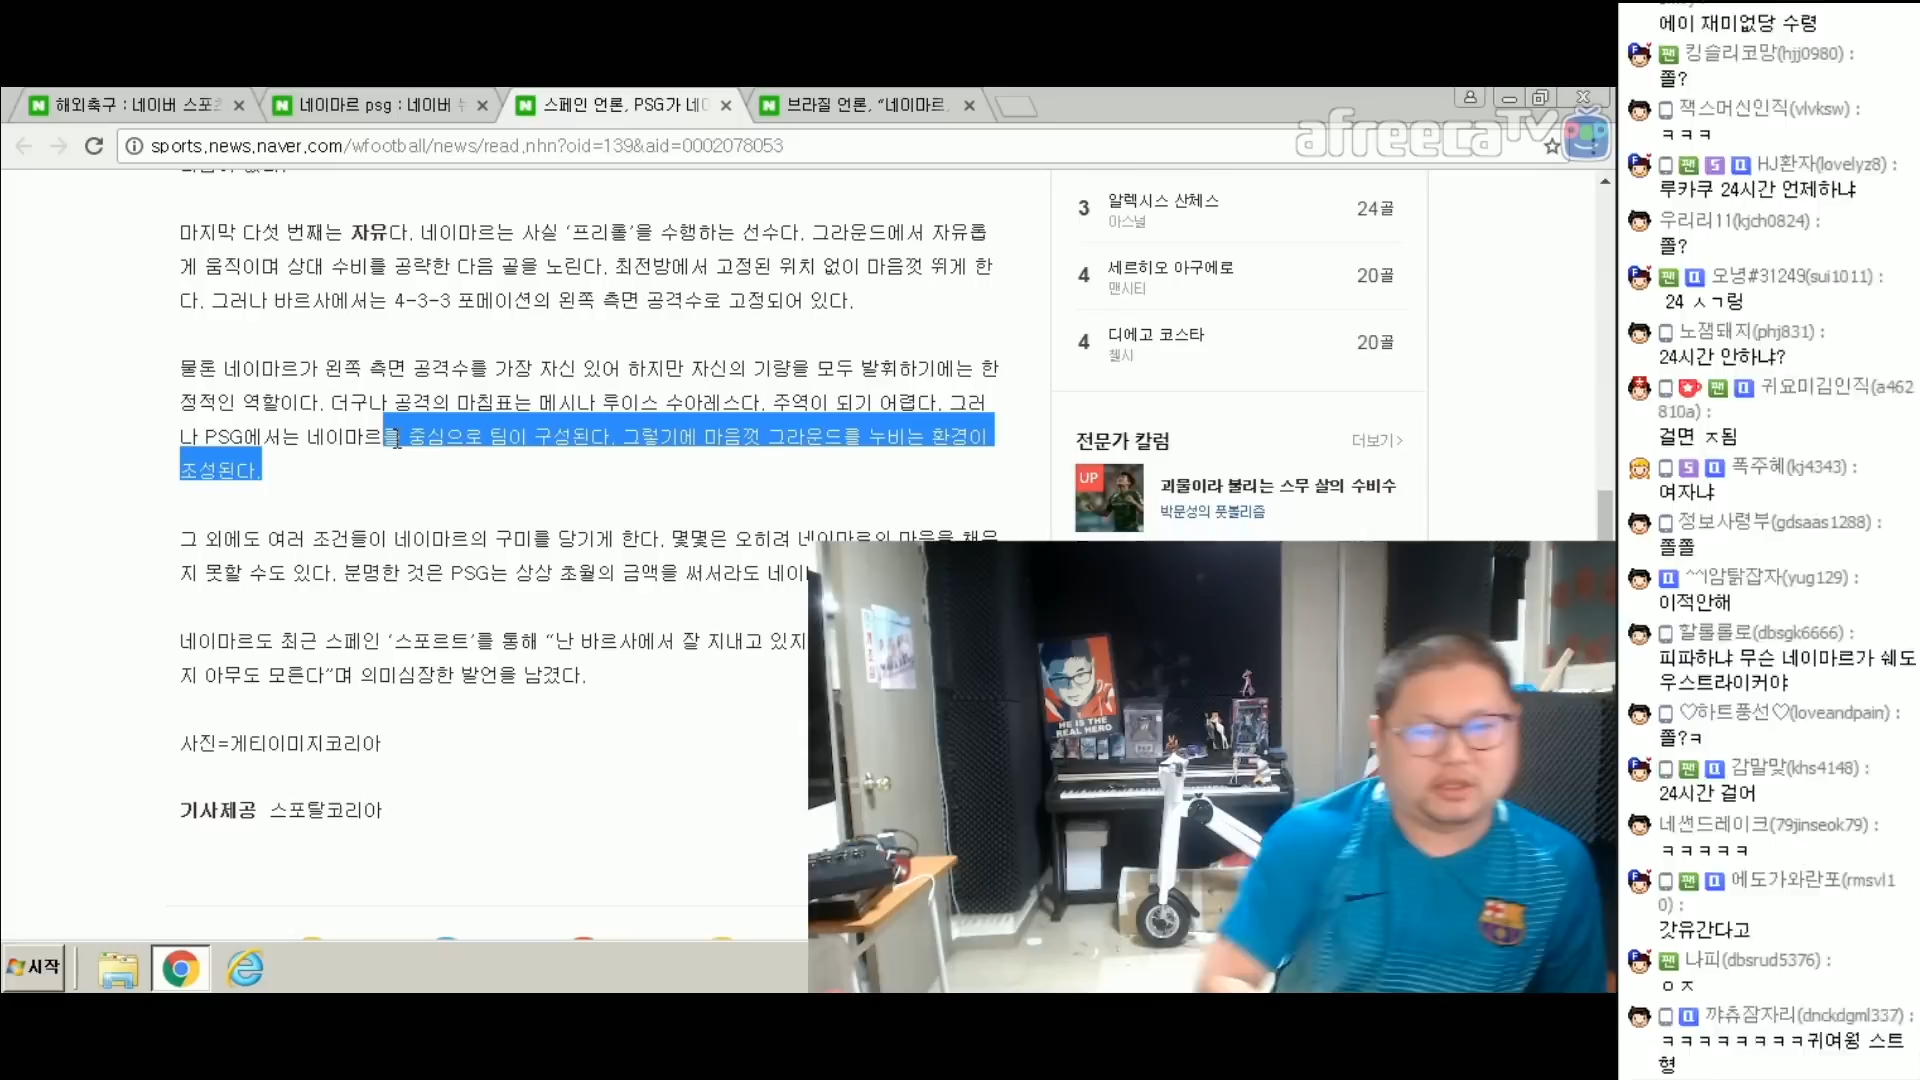 해외축구 : 네이버 스포츠
네이마르 psg : 네이버 뉴
스페인 언론, PSG가 네이
브라질 언론, “네이마르,
sports.news.naver.com/wfootball/news/read.nhn?oid=139&aid=0002078053
afreecaTV
마지막 다섯 번째는 자유다. 네이마르는 사실 ‘프리롤’을 수행하는 선수다. 그라운드에서 자유롭
게 움직이며 상대 수비를 공략한 다음 골을 노린다. 최전방에서 고정된 위치 없이 마음껏 뛰게 한
다. 그러나 바르사에서는 4-3-3 포메이션의 왼쪽 측면 공격수로 고정되어 있다.
물론 네이마르가 왼쪽 측면 공격수를 가장 자신 있어 하지만 자신의 기량을 모두 발휘하기에는 한
정적인 역할이다. 더구나 공격의 마침표는 메시나 루이스 수아레스다. 주역이 되기 어렵다. 그러
나 PSG에서는 네이마르를 중심으로 팀이 구성된다. 그렇기에 마음껏 그라운드를 누비는 환경이
조성된다.
그 외에도 여러 조건들이 네이마르의 구미를 당기게 한다. 몇몇은 오히려 네이마르의 마음을 채우
지 못할 수도 있다. 분명한 것은 PSG는 상상 초월의 금액을 써서라도 네이
네이마르도 최근 스페인 ‘스포르트’를 통해 “난 바르사에서 잘 지내고 있지
지 아무도 모른다”며 의미심장한 발언을 남겼다.
사진=게티이미지코리아
기사제공 스포탈코리아
3 알렉시스 산체스 24골
아스널
4 세르히오 아구에로 20골
맨시티
4 디에고 코스타 20골
첼시
전문가 칼럼 더보기
UP
괴물이라 불리는 스무 살의 수비수
박문성의 풋볼리즘
HE IS THE
REAL HERO
시작
에이 재미없당 수령
팬 킹슬리코망(hjj0980) :
쫄?
잭스머신인직(vlvksw) :
ㅋㅋㅋ
팬 S HJ환자(lovelyz8) :
루카쿠 24시간 언제하냐
우리리11(kjch0824) :
쫄?
팬 오녕#31249(sui1011) :
24 ㅅㄱ링
노잼돼지(phj831) :
24시간 안하냐?
팬 귀요미김인직(a462
810a) :
걸면 ㅈ됨
S 폭주혜(kj4343) :
여자냐
정보사령부(gdsaas1288) :
쫄쫄
^^!암탉잡자(yug129) :
이적안해
할롤롤로(dbsgk6666) :
피파하냐 무슨 네이마르가 쉐도
우스트라이커야
♡하트풍선♡(loveandpain) :
쫄?ㅋ
팬 감말맞(khs4148) :
24시간 걸어
네썬드레이크(79jinseok79) :
ㅋㅋㅋㅋㅋ
팬 에도가와란포(rmsvl1
0) :
갓유간다고
팬 냐피(dbsrud5376) :
ㅇㅈ
꺄츄잠자리(dnckdgml337) :
ㅋㅋㅋㅋㅋㅋㅋㅋ귀여웡 스트
형